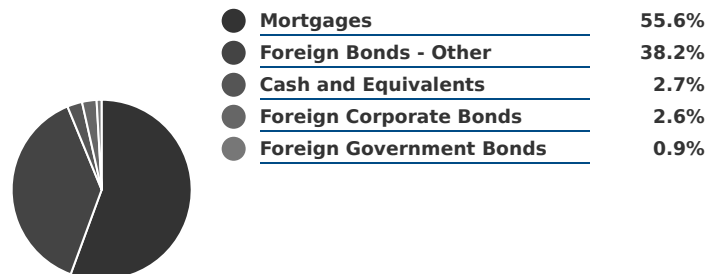 Mortgages 55.6%
Foreign Bonds - Other 38.2%
Cash and Equivalents 2.7%
Foreign Corporate Bonds 2.6%
Foreign Government Bonds 0.9%